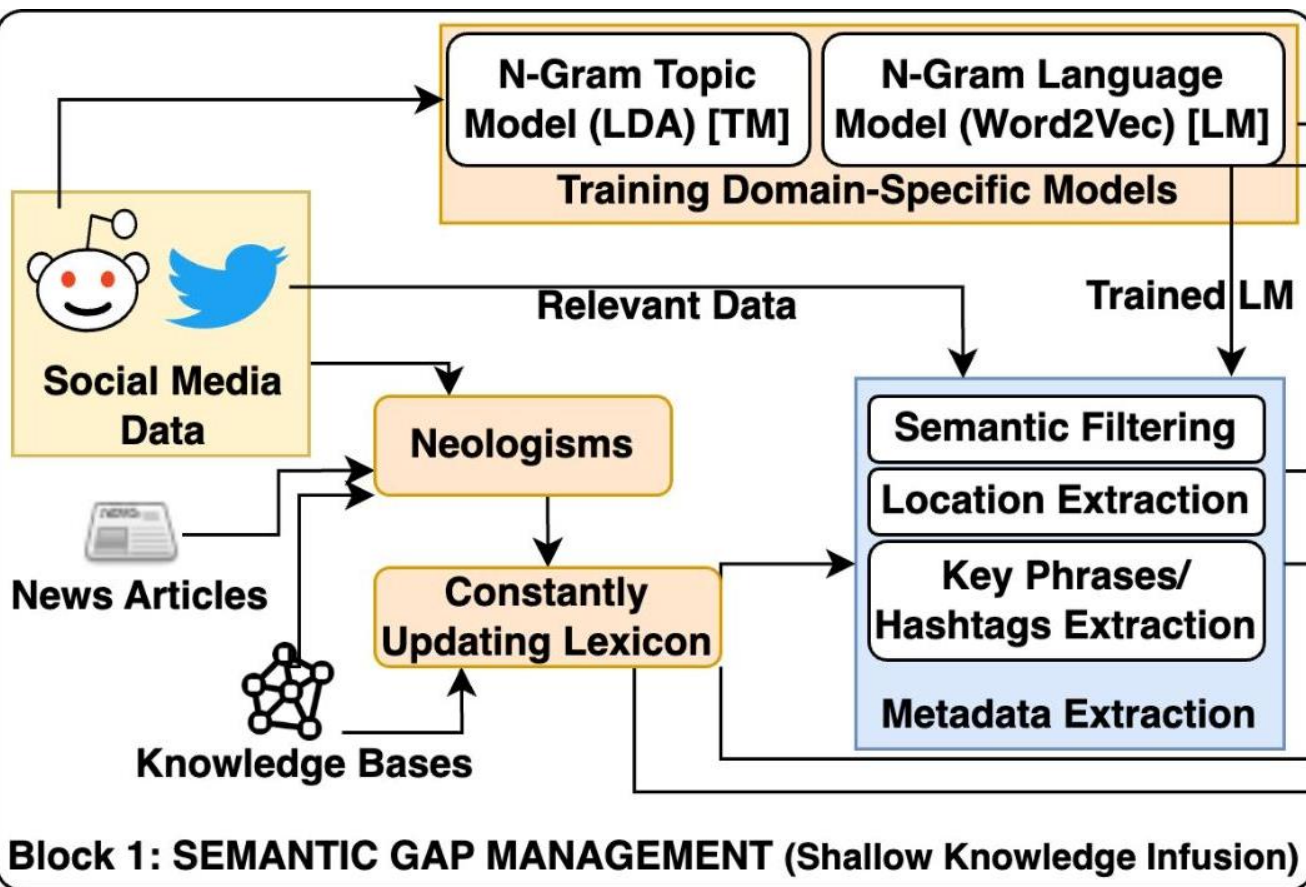 N-Gram Topic
Model (LDA) [TM]
N-Gram Language
Model (Word2Vec) [LM]
Training Domain-Specific Models
Relevant Data
Trained LM
Social Media
Data
Neologisms
Semantic Filtering
Location Extraction
Key Phrases/
Hashtags Extraction
Metadata Extraction
NEWS
News Articles
Constantly
Updating Lexicon
Knowledge Bases
Block 1: SEMANTIC GAP MANAGEMENT (Shallow Knowledge Infusion)